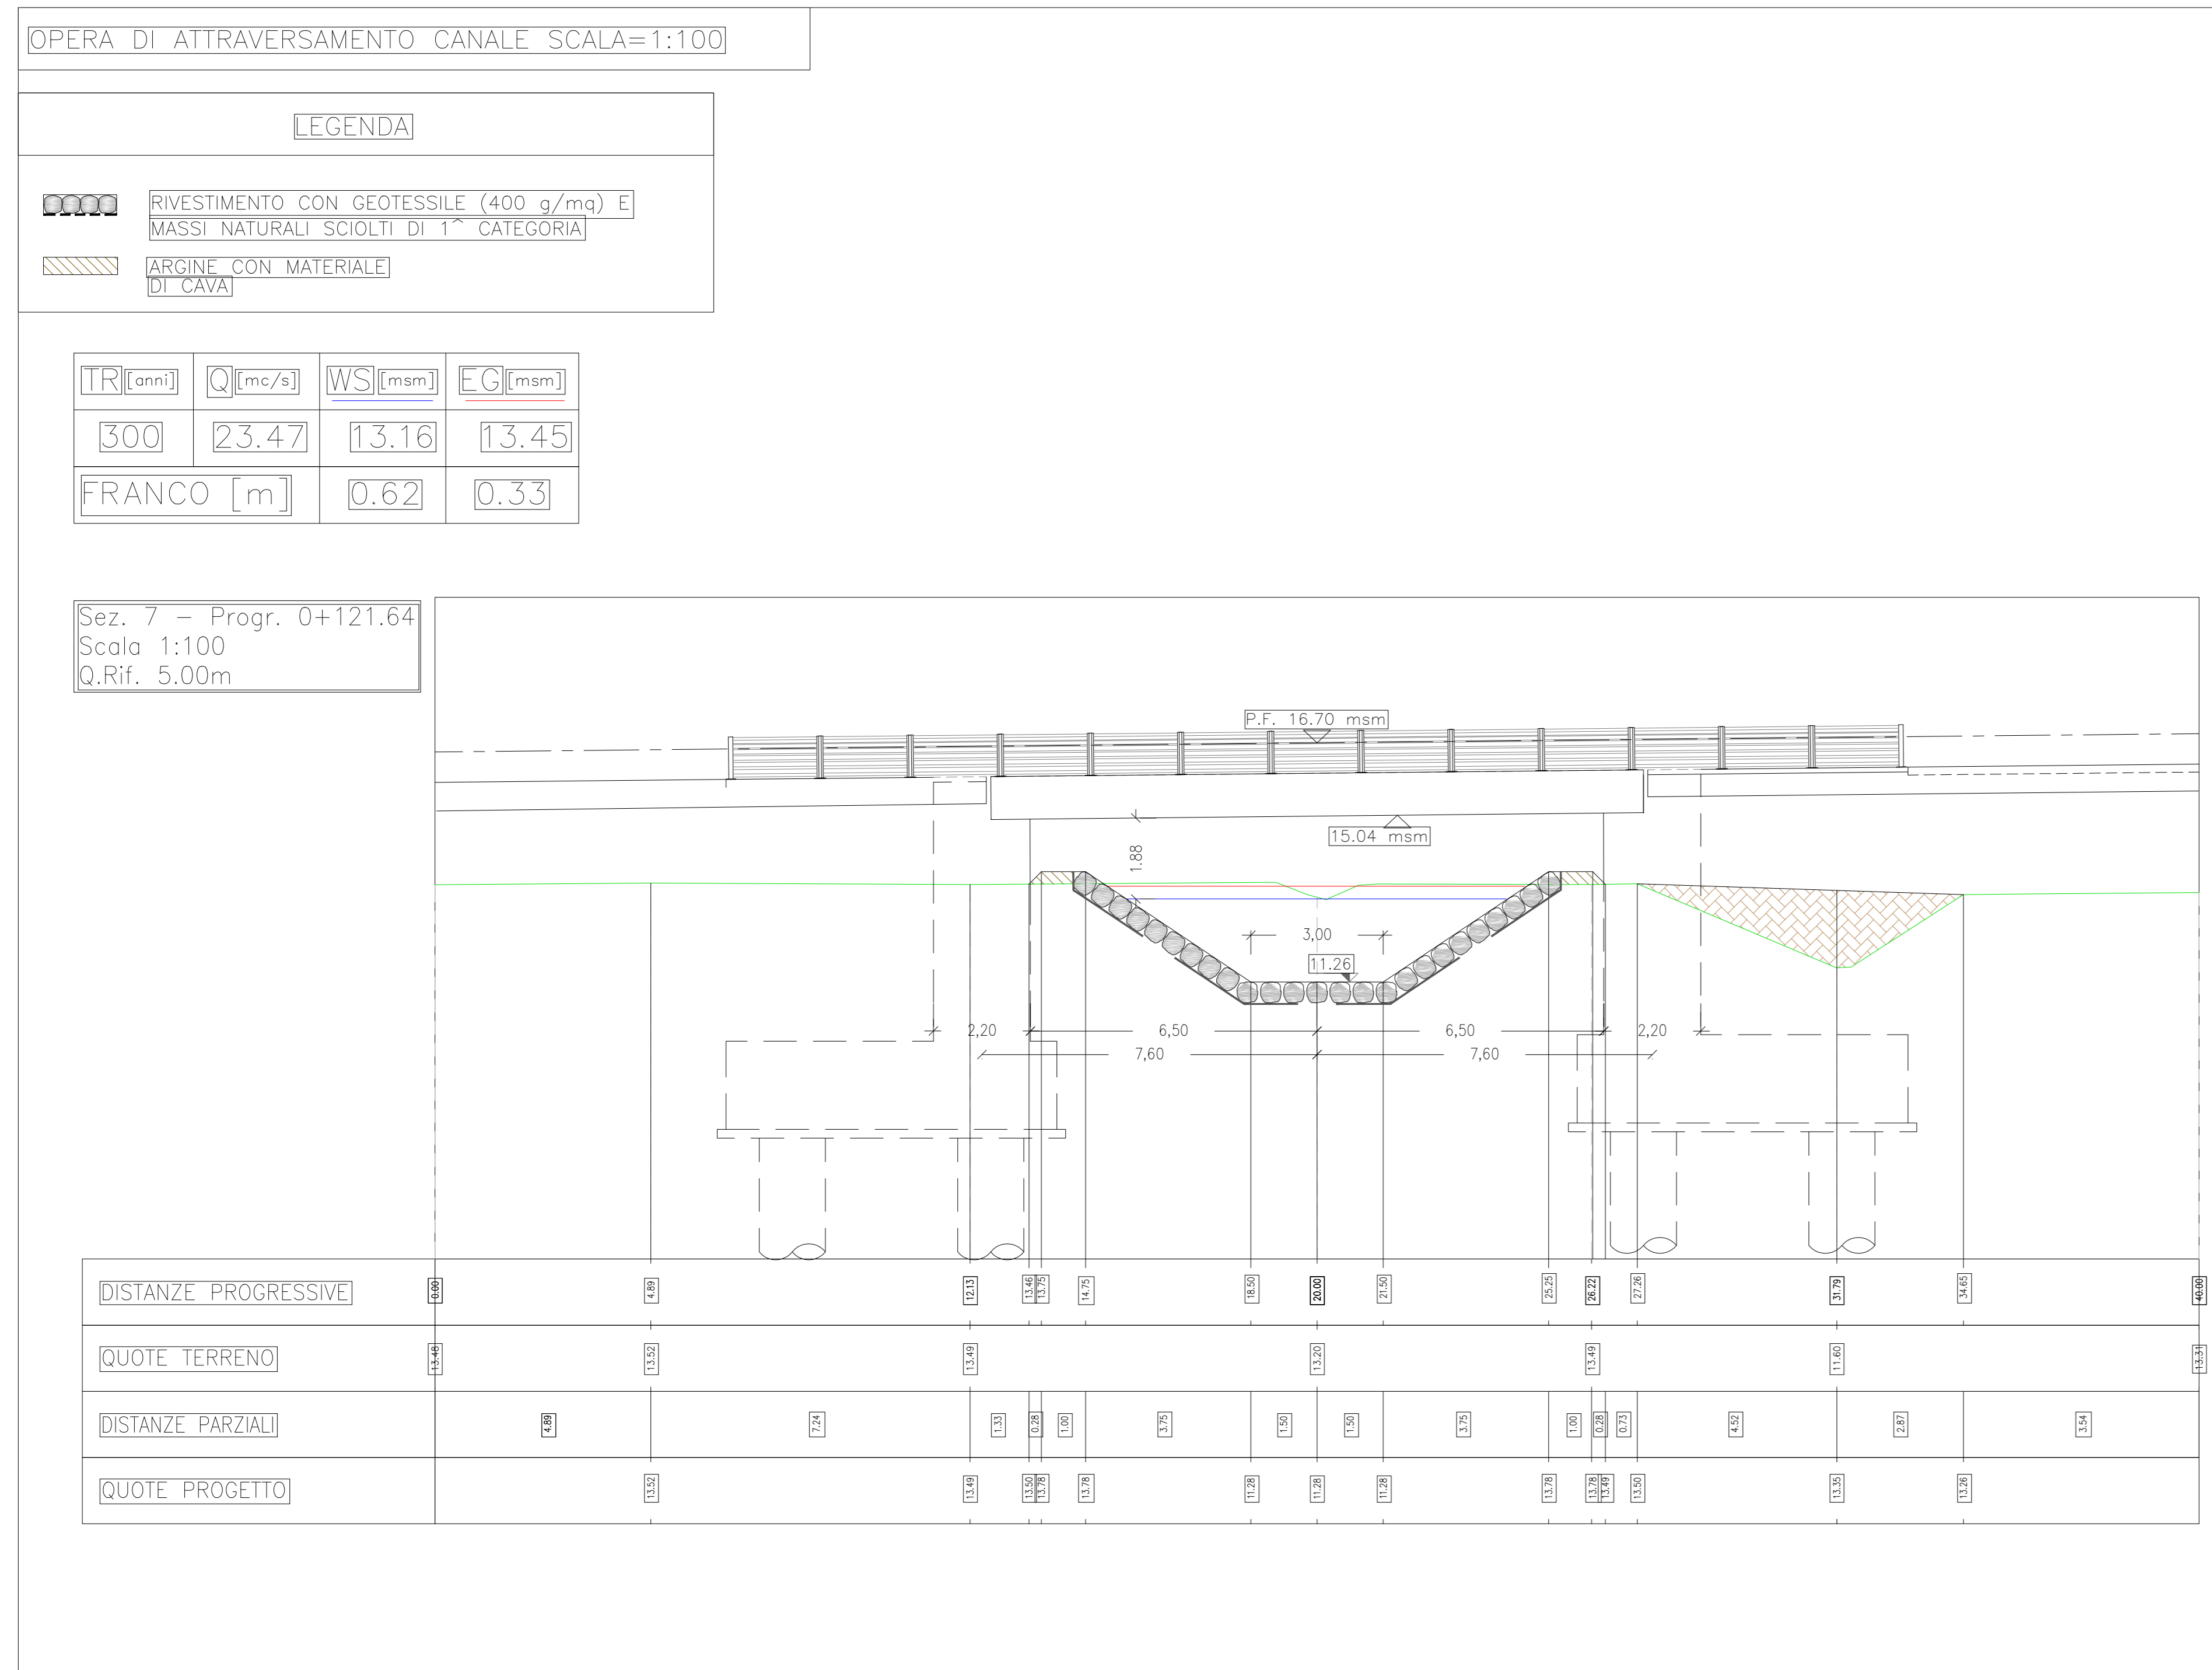 OPERA DI ATTRAVERSAMENTO CANALE SCALA=1:100
LEGENDA
RIVESTIMENTO CON GEOTESSILE (400 g/mq) E
MASSI NATURALI SCIOLTI DI 1^ CATEGORIA
ARGINE CON MATERIALE
DI CAVA
TR [anni] Q [mc/s] WS [msm] EG [msm]
300 23.47 13.16 13.45
FRANCO [m] 0.62 0.33
Sez. 7 – Progr. 0+121.64
Scala 1:100
Q.Rif. 5.00m
P.F. 16.70 msm
15.04 msm
1.88
3,00
11.26
2,20 6,50 6,50 2,20
7,60 7,60
DISTANZE PROGRESSIVE 0.00 4.89 12.13 13.46 13.75 14.75 18.50 20.00 21.50 25.25 26.22 27.26 31.79 34.65 40.00
QUOTE TERRENO 13.48 13.52 13.49 13.20 13.49 11.60 13.31
DISTANZE PARZIALI 4.89 7.24 1.33 0.28 1.00 3.75 1.50 1.50 3.75 1.00 0.28 0.73 4.52 2.87 3.54
QUOTE PROGETTO 13.52 13.49 13.50 13.78 13.78 11.28 11.28 11.28 13.78 13.78 13.49 13.50 13.35 13.26